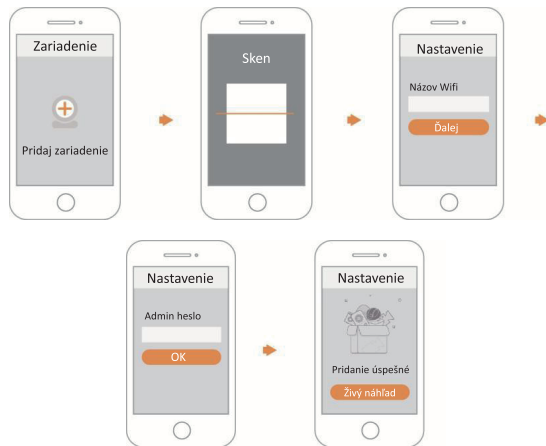 Zariadenie
Pridaj zariadenie
Sken
Nastavenie
Názov Wifi
Ďalej
Nastavenie
Admin heslo
OK
Nastavenie
Pridanie úspešné
Živý náhľad